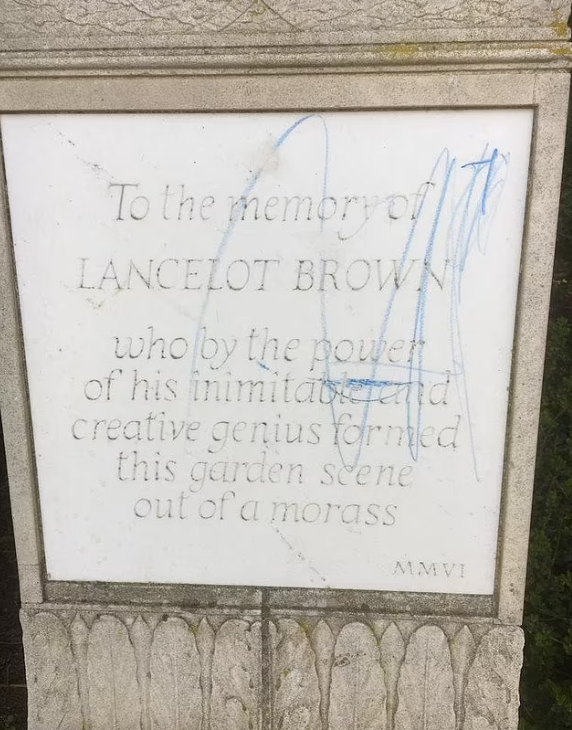 To the memory of
LANCELOT BROWN
who by the power
of his inimitable and
creative genius formed
this garden scene
out of a morass
MMVI